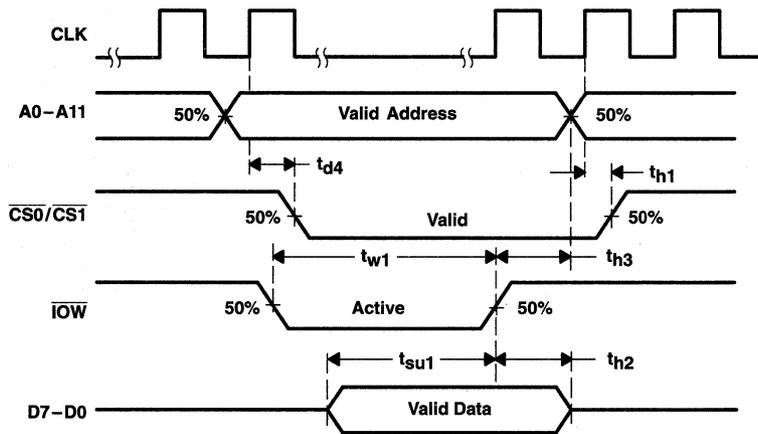 CLK
A0–A11
50%
Valid Address
50%
td4
th1
CS0/CS1
50%
Valid
50%
tw1
th3
IOW
50%
Active
50%
tsu1
th2
D7–D0
Valid Data